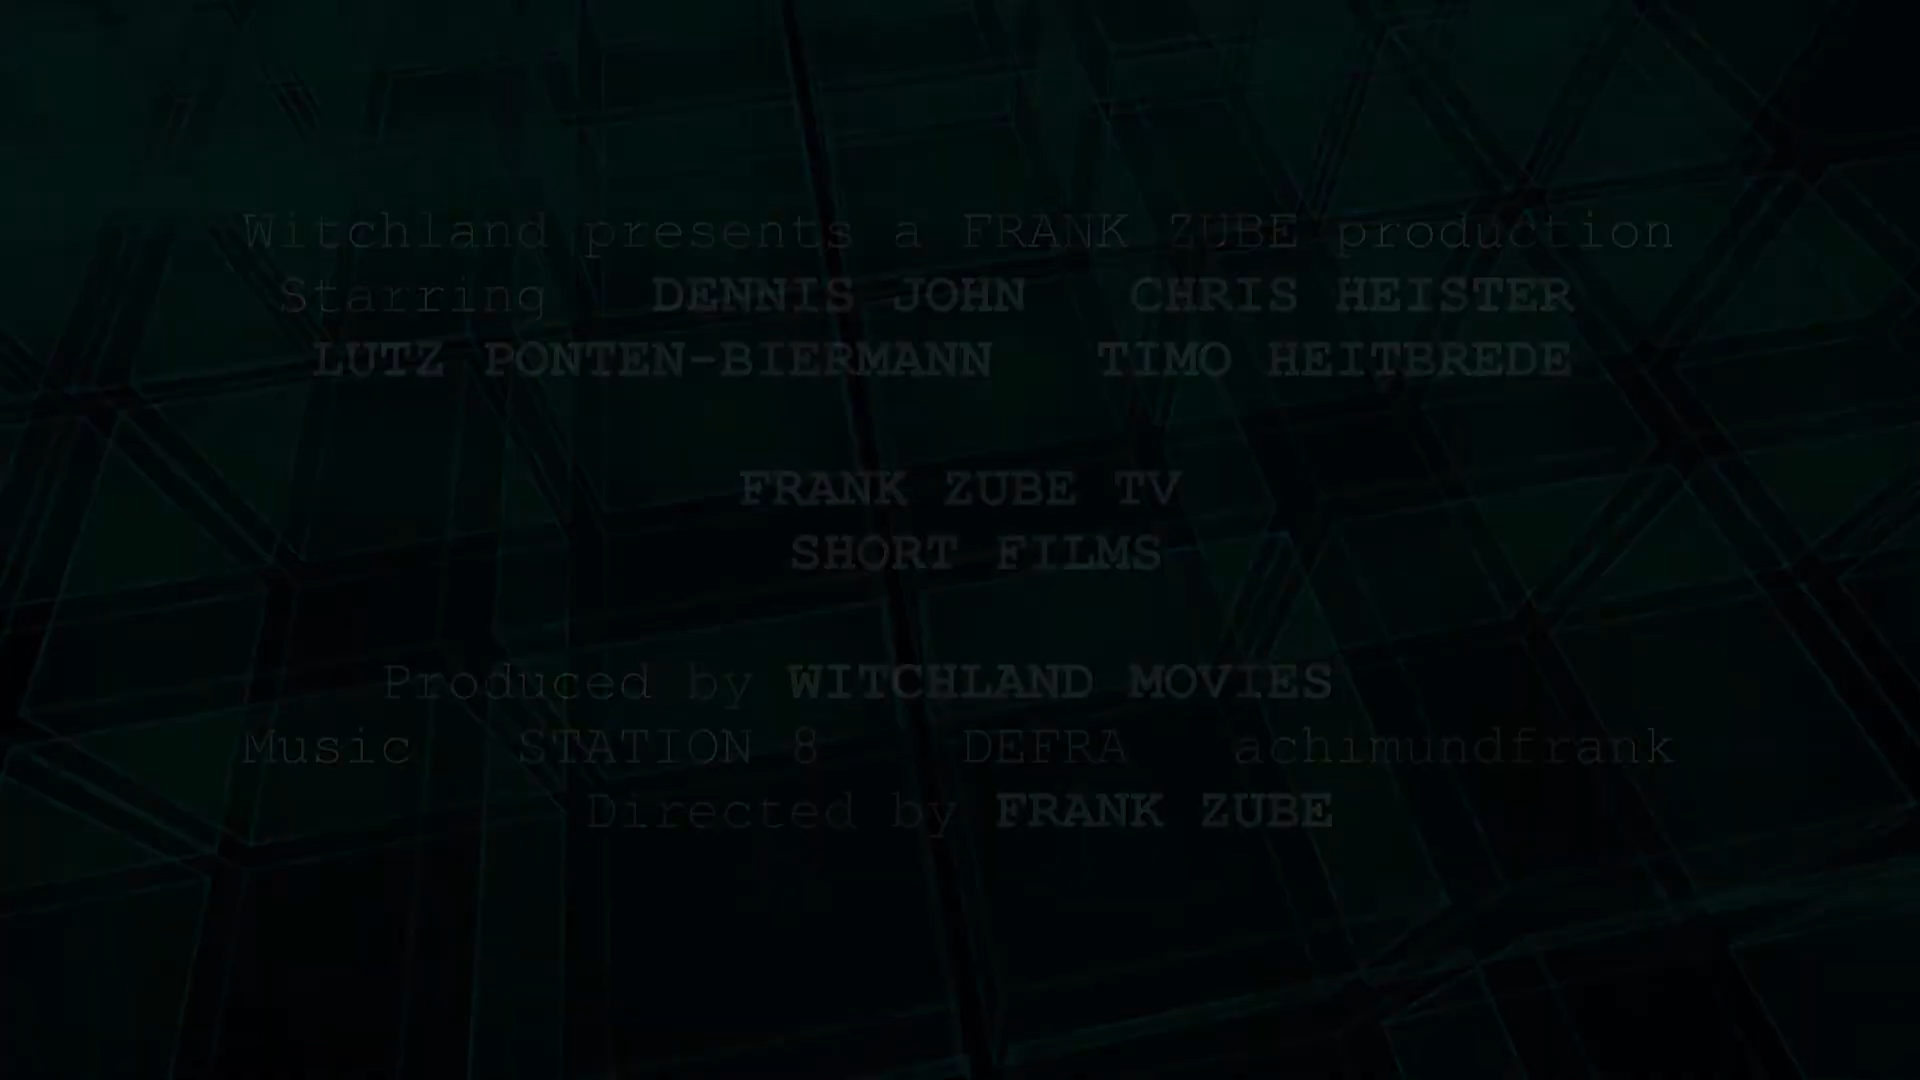 Witchland presents a FRANK ZUBE production
Starring DENNIS JOHN CHRIS HEISTER
LUTZ PONTEN-BIERMANN TIMO HEITBREDE
FRANK ZUBE TV
SHORT FILMS
Produced by WITCHLAND MOVIES
Music STATION 8 DEFRA achimundfrank
Directed by FRANK ZUBE